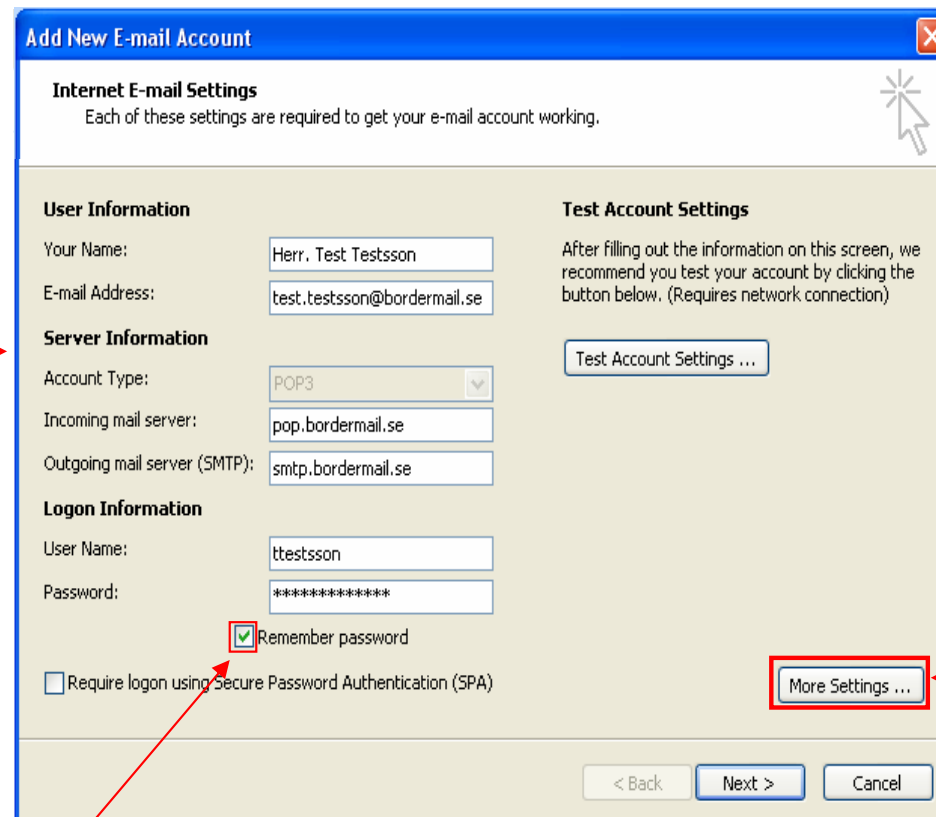 Add New E-mail Account
Internet E-mail Settings
Each of these settings are required to get your e-mail account working.
User Information
Your Name:
Herr. Test Testsson
E-mail Address:
test.testsson@bordermail.se
Server Information
Account Type:
POP3
Incoming mail server:
pop.bordermail.se
Outgoing mail server (SMTP):
smtp.bordermail.se
Logon Information
User Name:
ttestsson
Password:
*************
Remember password
Require logon using Secure Password Authentication (SPA)
Test Account Settings
After filling out the information on this screen, we
recommend you test your account by clicking the
button below. (Requires network connection)
Test Account Settings ...
More Settings ...
< Back
Next >
Cancel